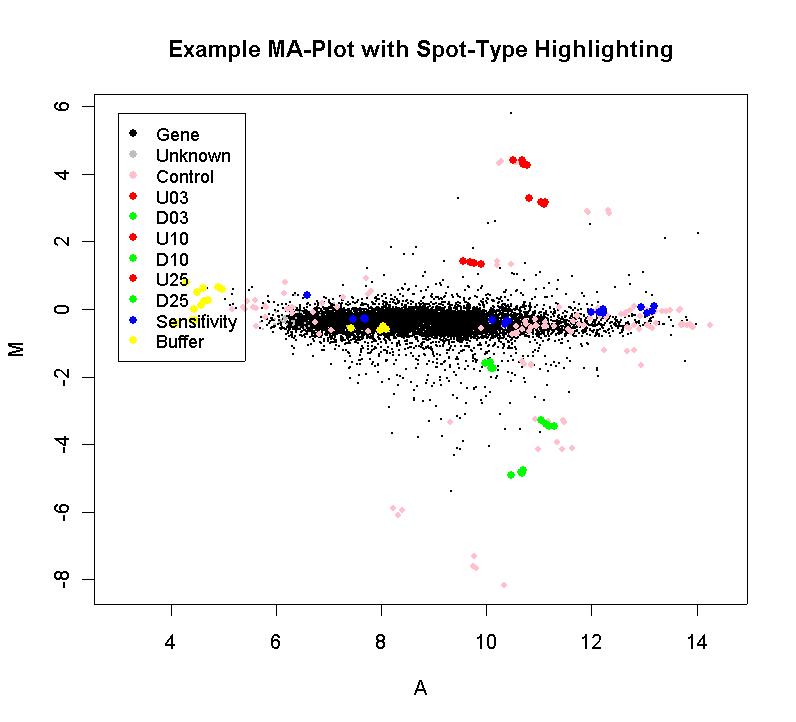 Example MA-Plot with Spot-Type Highlighting
6
4
2
0
-2
-4
-6
-8
M
Gene
Unknown
Control
U03
D03
U10
D10
U25
D25
Sensitivity
Buffer
4 6 8 10 12 14
A